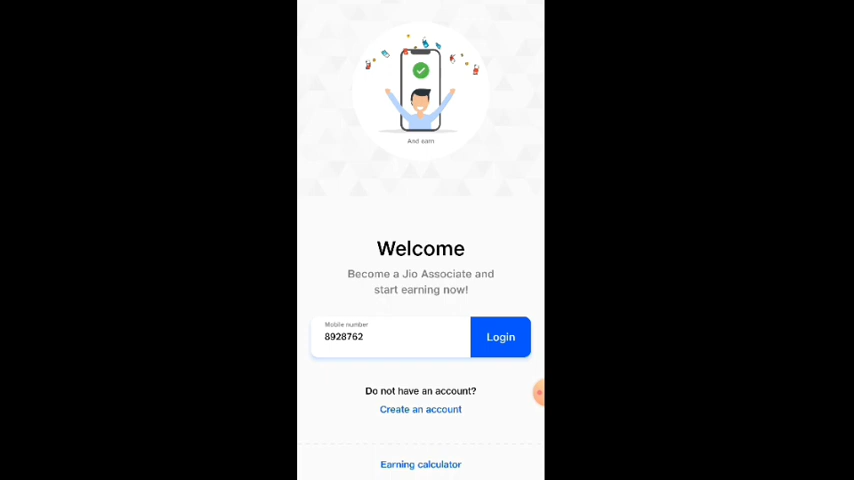 And earn
Welcome
Become a Jio Associate and
start earning now!
Mobile number
8928762
Login
Do not have an account?
Create an account
Earning calculator